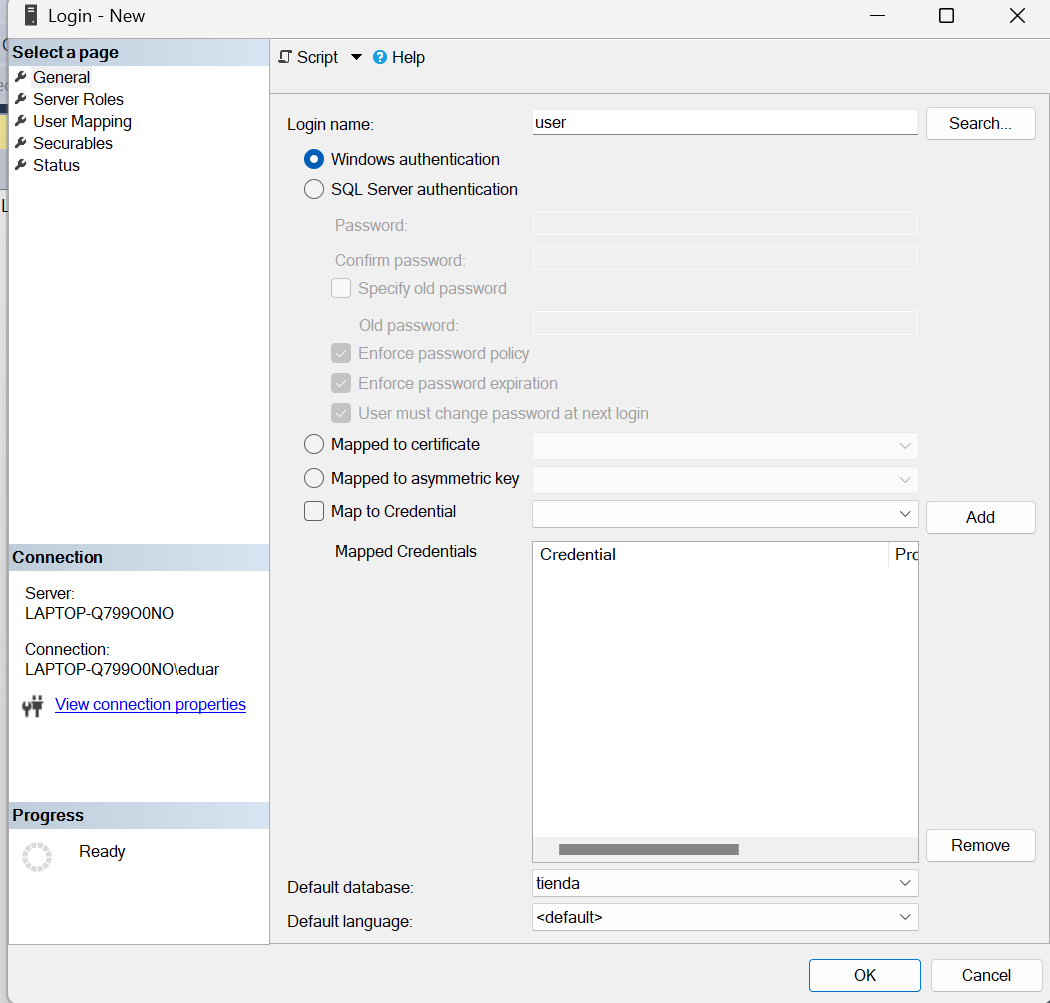 Login - New
Select a page
General
Server Roles
User Mapping
Securables
Status
Script
Help
Login name:
user
Search...
Windows authentication
SQL Server authentication
Password:
Confirm password:
Specify old password
Old password:
Enforce password policy
Enforce password expiration
User must change password at next login
Mapped to certificate
Mapped to asymmetric key
Map to Credential
Add
Mapped Credentials
Credential
Pro
Remove
Default database:
tienda
Default language:
<default>
Connection
Server:
LAPTOP-Q799O0NO
Connection:
LAPTOP-Q799O0NO\eduar
View connection properties
Progress
Ready
OK
Cancel